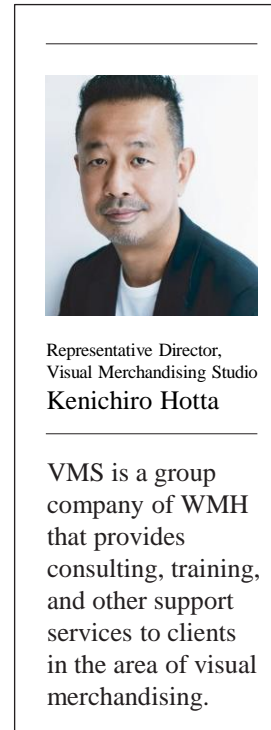 Representative Director,
Visual Merchandising Studio
Kenichiro Hotta
VMS is a group
company of WMH
that provides
consulting, training,
and other support
services to clients
in the area of visual
merchandising.